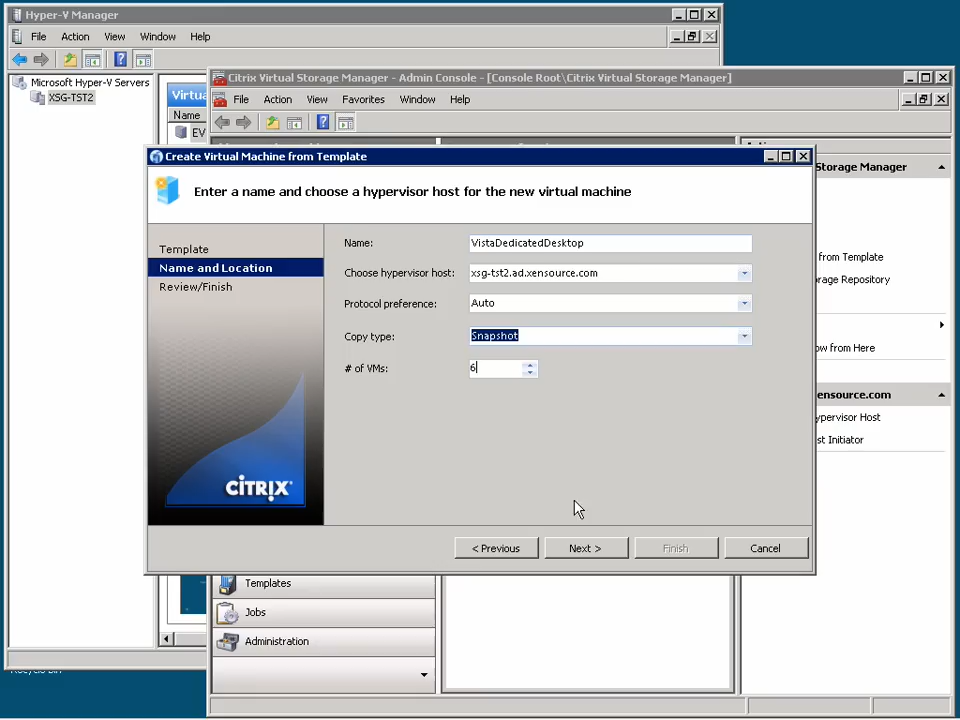 Hyper-V Manager
File Action View Window Help
Microsoft Hyper-V Servers
XSG-TST2
Virtua
Name
EV
Citrix Virtual Storage Manager - Admin Console - [Console Root\Citrix Virtual Storage Manager]
File Action View Favorites Window Help
Storage Manager
from Template
rage Repository
ow from Here
ensource.com
ypervisor Host
st Initiator
Create Virtual Machine from Template
Enter a name and choose a hypervisor host for the new virtual machine
Template
Name and Location
Review/Finish
CITRIX
Name: VistaDedicatedDesktop
Choose hypervisor host: xsg-tst2.ad.xensource.com
Protocol preference: Auto
Copy type: Snapshot
# of VMs: 6
< Previous Next > Finish Cancel
Templates
Jobs
Administration